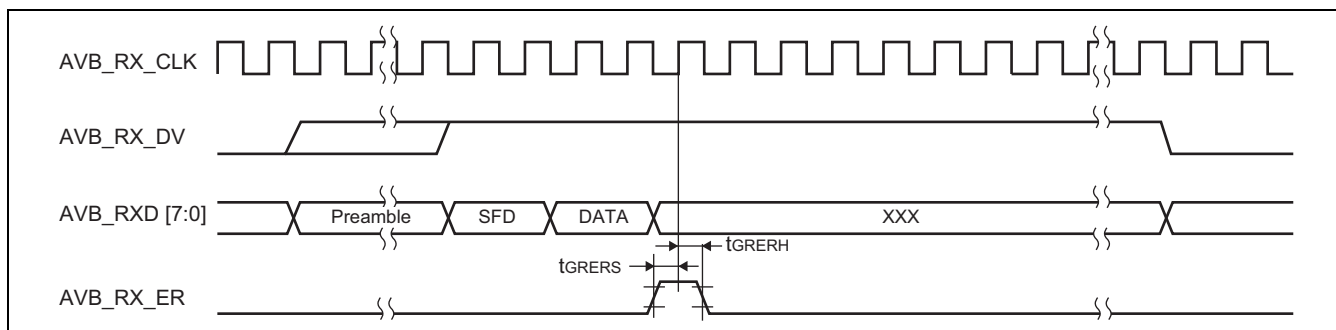 AVB_RX_CLK
AVB_RX_DV
AVB_RXD [7:0]
Preamble
SFD
DATA
XXX
tGRERH
tGRERS
AVB_RX_ER